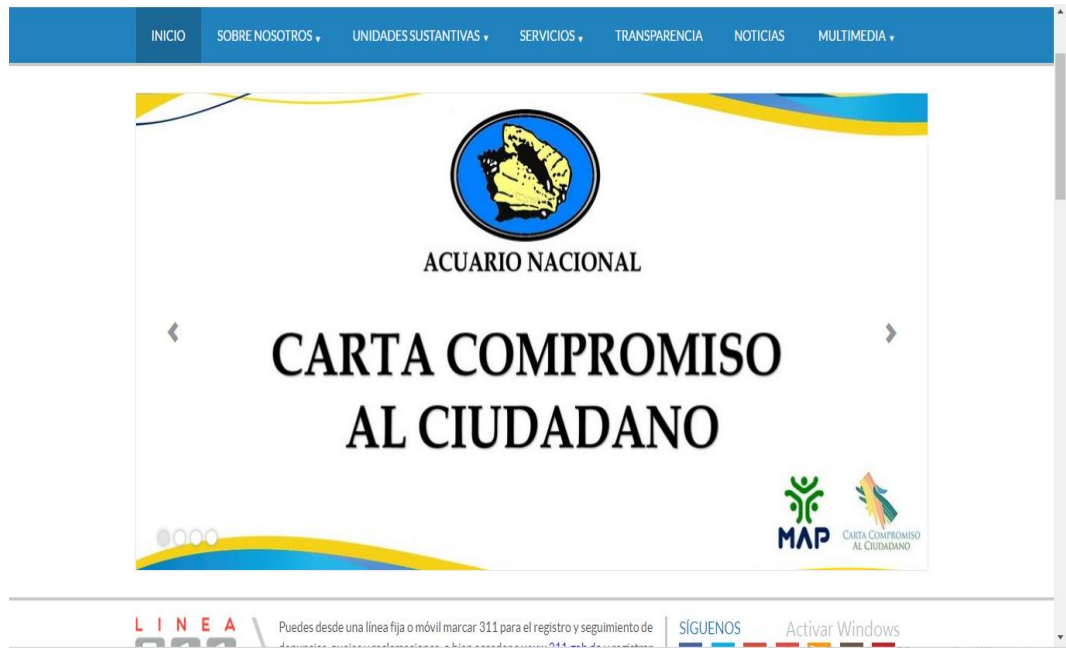 INICIO SOBRE NOSOTROS UNIDADES SUSTANTIVAS SERVICIOS TRANSPARENCIA NOTICIAS MULTIMEDIA
ACUARIO NACIONAL
CARTA COMPROMISO
AL CIUDADANO
MAP
CARTA COMPROMISO
AL CIUDADANO
LINEA
Puedes desde una línea fija o móvil marcar 311 para el registro y seguimiento de
SÍGUENOS
Activar Windows